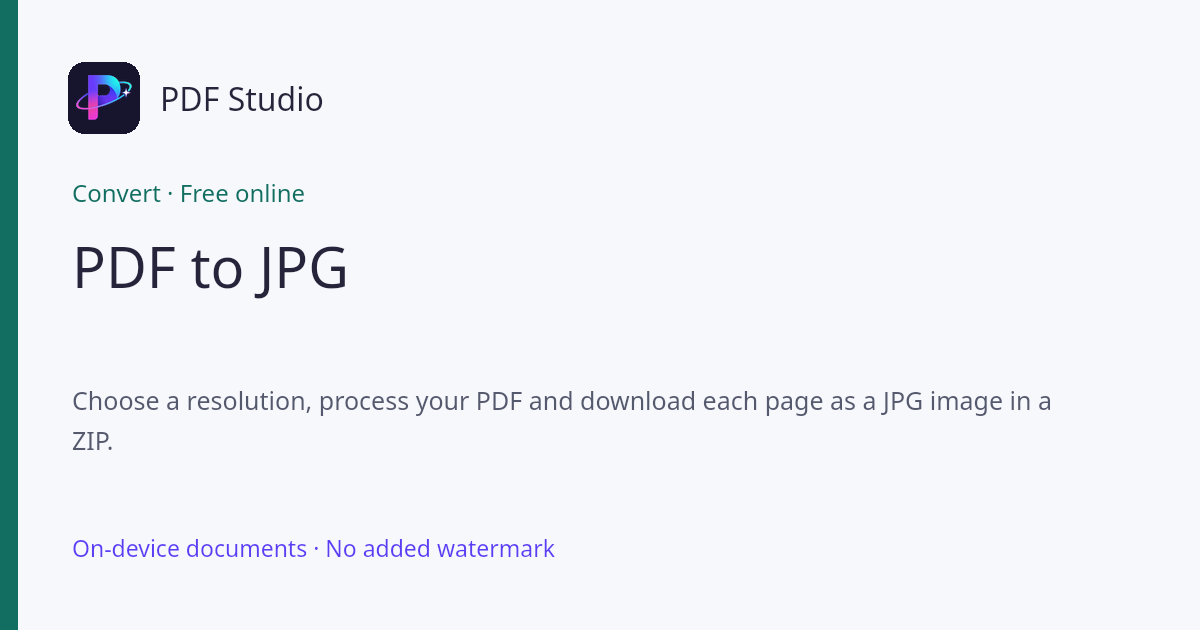 PDF Studio
Convert · Free online
PDF to JPG
Choose a resolution, process your PDF and download each page as a JPG image in a
ZIP.
On-device documents · No added watermark